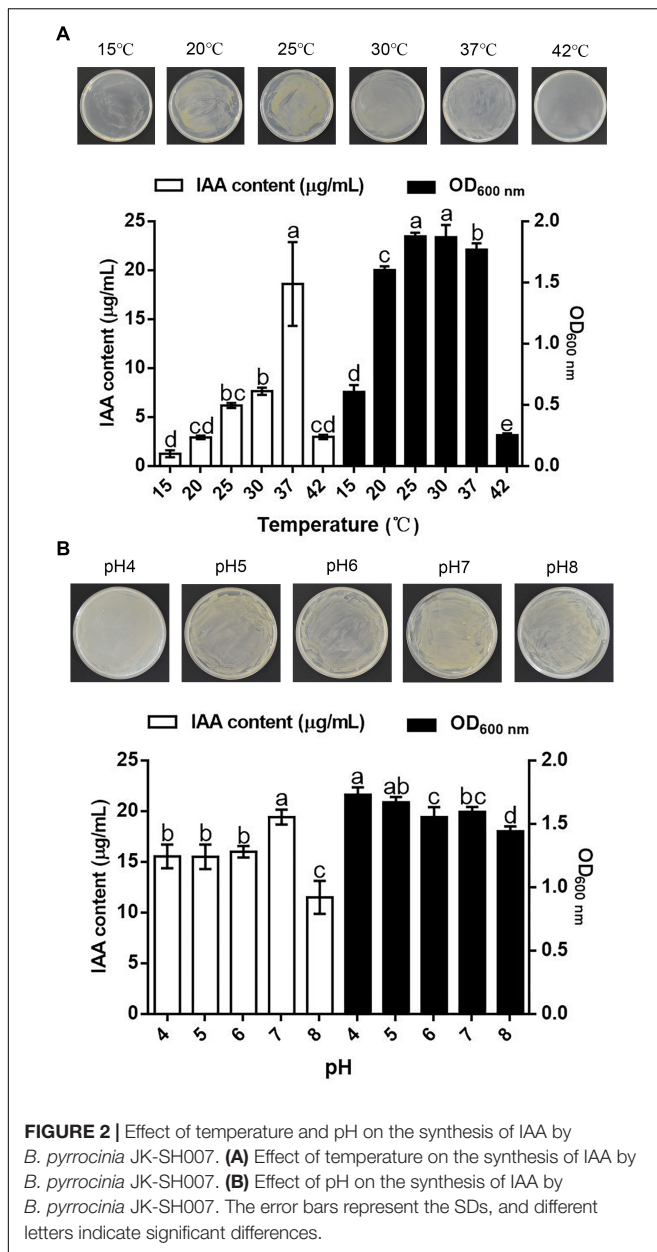 A
15℃ 20℃ 25℃ 30℃ 37℃ 42℃
IAA content (μg/mL) OD600 nm
25 2.0
20 1.5
15 1.0
10 0.5
5 0.0
0
IAA content (μg/mL)
OD600 nm
d cd bc b a cd d c a a b e
15 20 25 30 37 42 15 20 25 30 37 42
Temperature (℃)
B
pH4 pH5 pH6 pH7 pH8
IAA content (μg/mL) OD600 nm
25 2.0
20 1.5
15 1.0
10 0.5
5 0.0
0
IAA content (μg/mL)
OD600 nm
b b b a c a ab c bc d
4 5 6 7 8 4 5 6 7 8
pH
FIGURE 2 | Effect of temperature and pH on the synthesis of IAA by
B. pyrrocinia JK-SH007. (A) Effect of temperature on the synthesis of IAA by
B. pyrrocinia JK-SH007. (B) Effect of pH on the synthesis of IAA by
B. pyrrocinia JK-SH007. The error bars represent the SDs, and different
letters indicate significant differences.